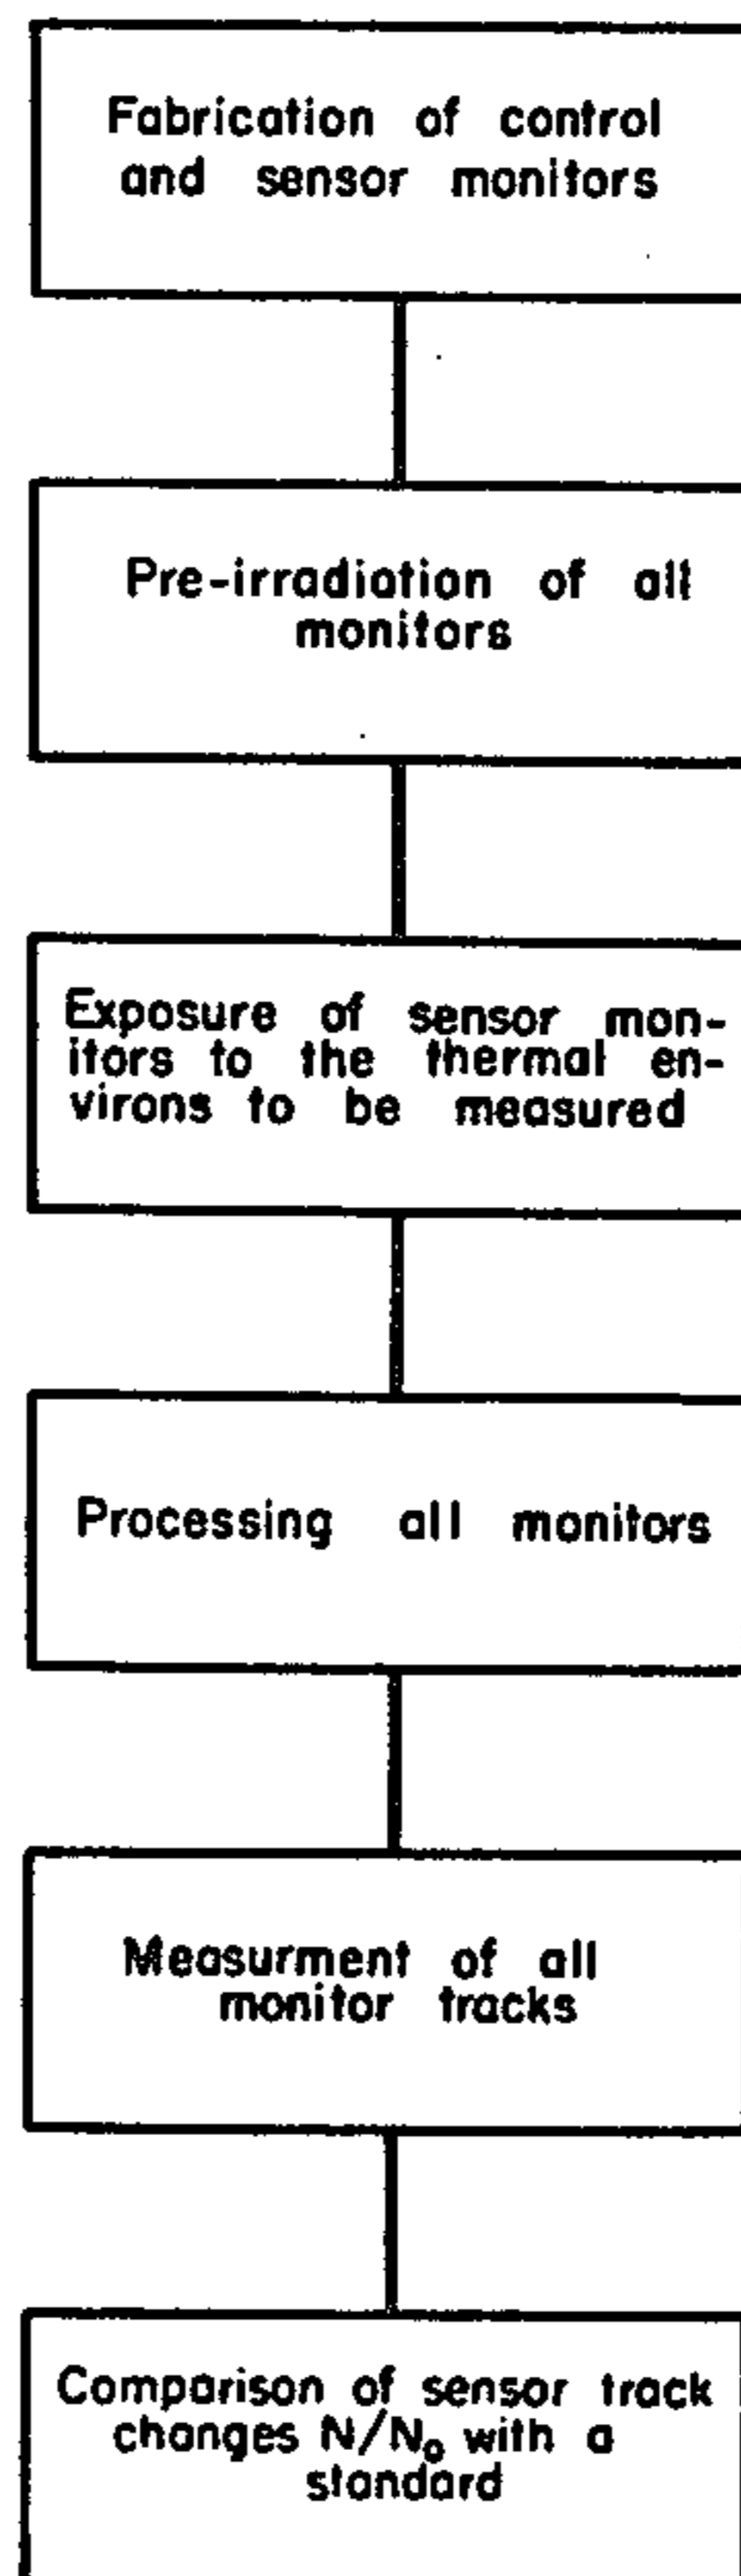 Fabrication of control
and sensor monitors
Pre-irradiation of all
monitors
Exposure of sensor mon-
itors to the thermal en-
virons to be measured
Processing all monitors
Measurment of all
monitor tracks
Comparison of sensor track
changes N/N₀ with a
standard